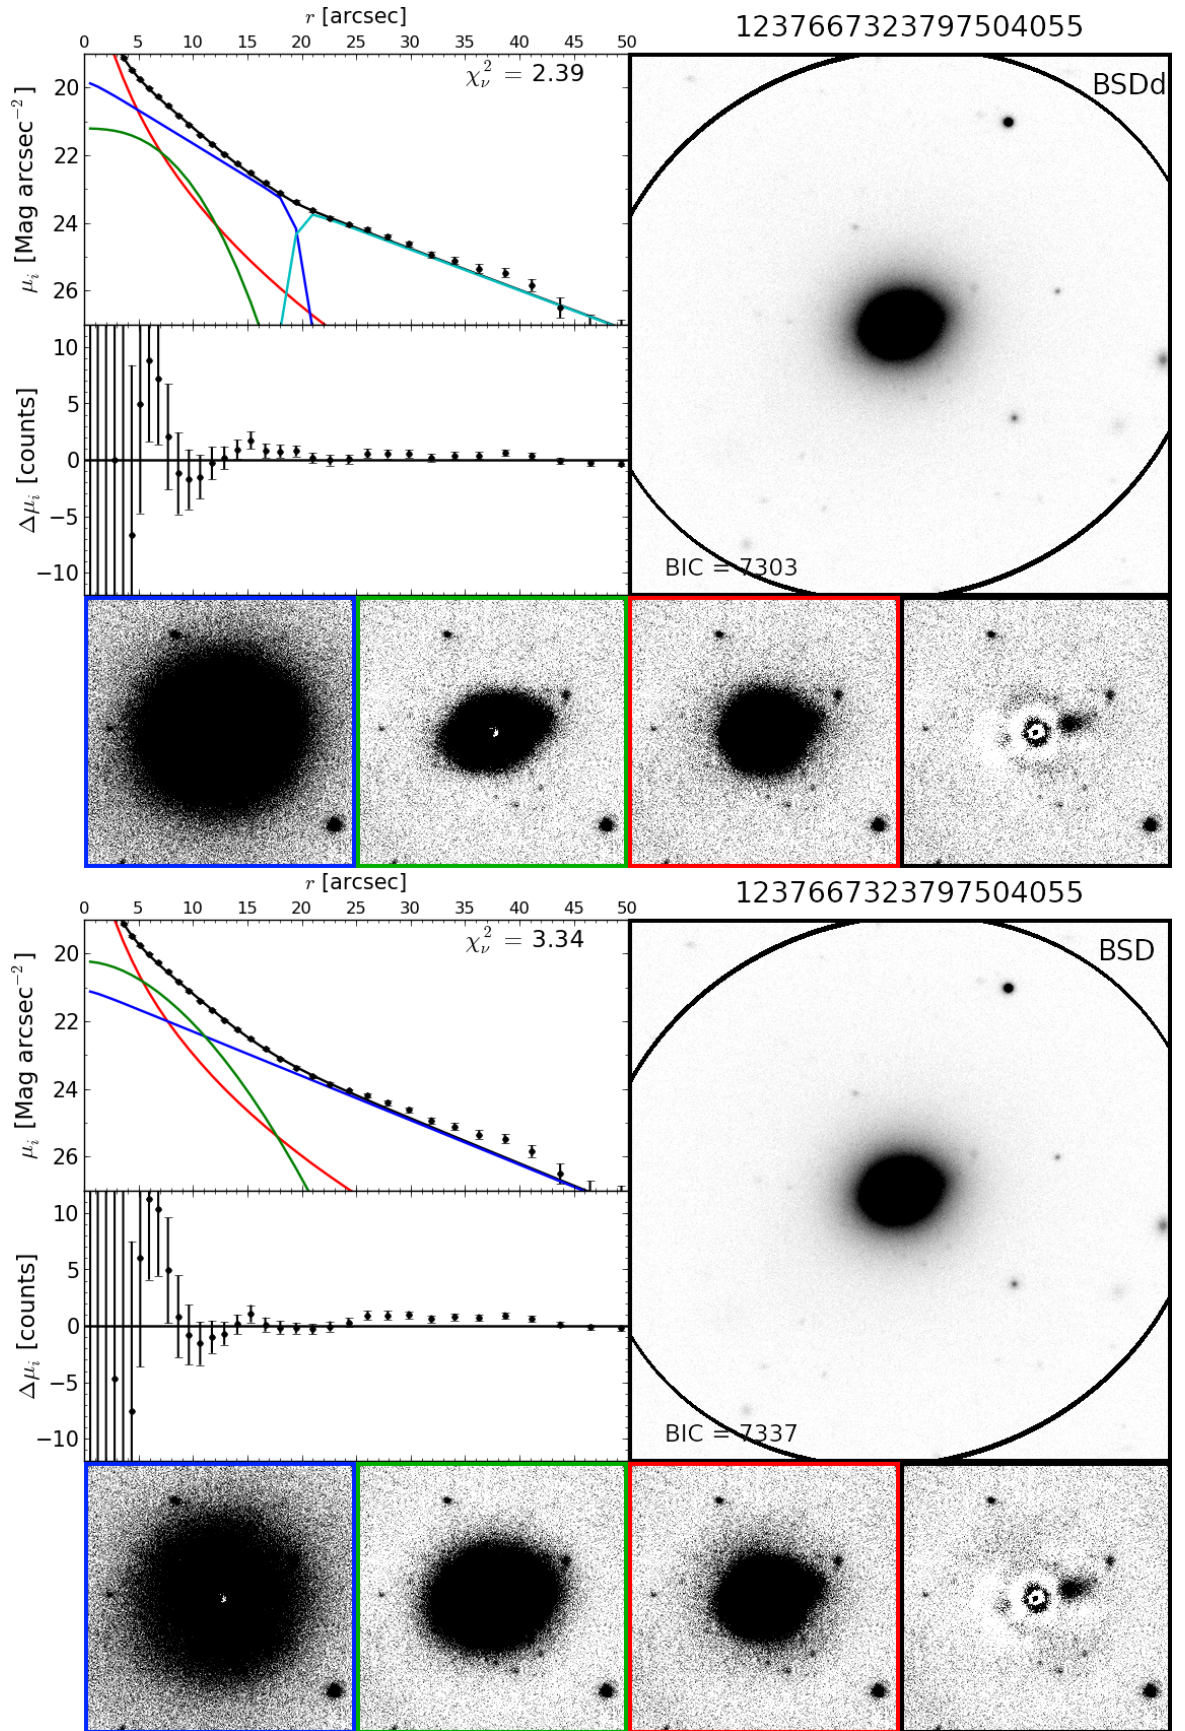 r [arcsec]
0 5 10 15 20 25 30 35 40 45 50
1237667323797504055
χ²ᵥ = 2.39
BSDd
20
22
24
26
μᵢ [Mag arcsec⁻²]
10
5
0
−5
−10
Δμᵢ [counts]
BIC = 7303
r [arcsec]
0 5 10 15 20 25 30 35 40 45 50
1237667323797504055
χ²ᵥ = 3.34
BSD
20
22
24
26
μᵢ [Mag arcsec⁻²]
10
5
0
−5
−10
Δμᵢ [counts]
BIC = 7337